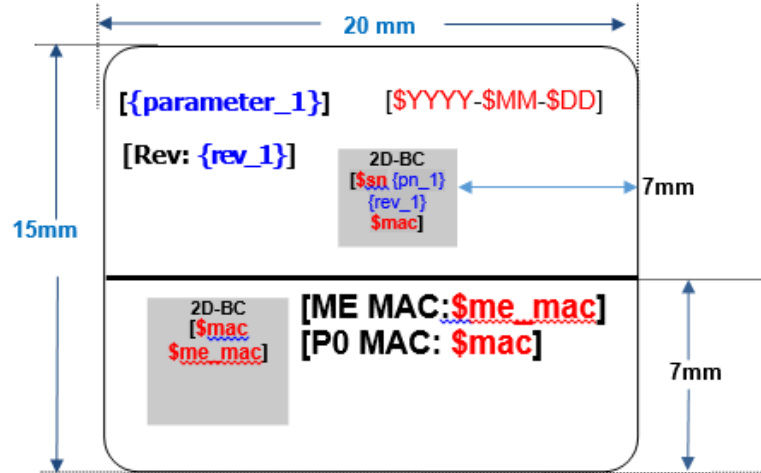 20 mm
[{parameter_1}]
[$YYYY-$MM-$DD]
[Rev: {rev_1}]
2D-BC
[$sn {pn_1}
{rev_1}
$mac]
7mm
15mm
2D-BC
[$mac
$me_mac]
[ME MAC:$me_mac]
[P0 MAC: $mac]
7mm